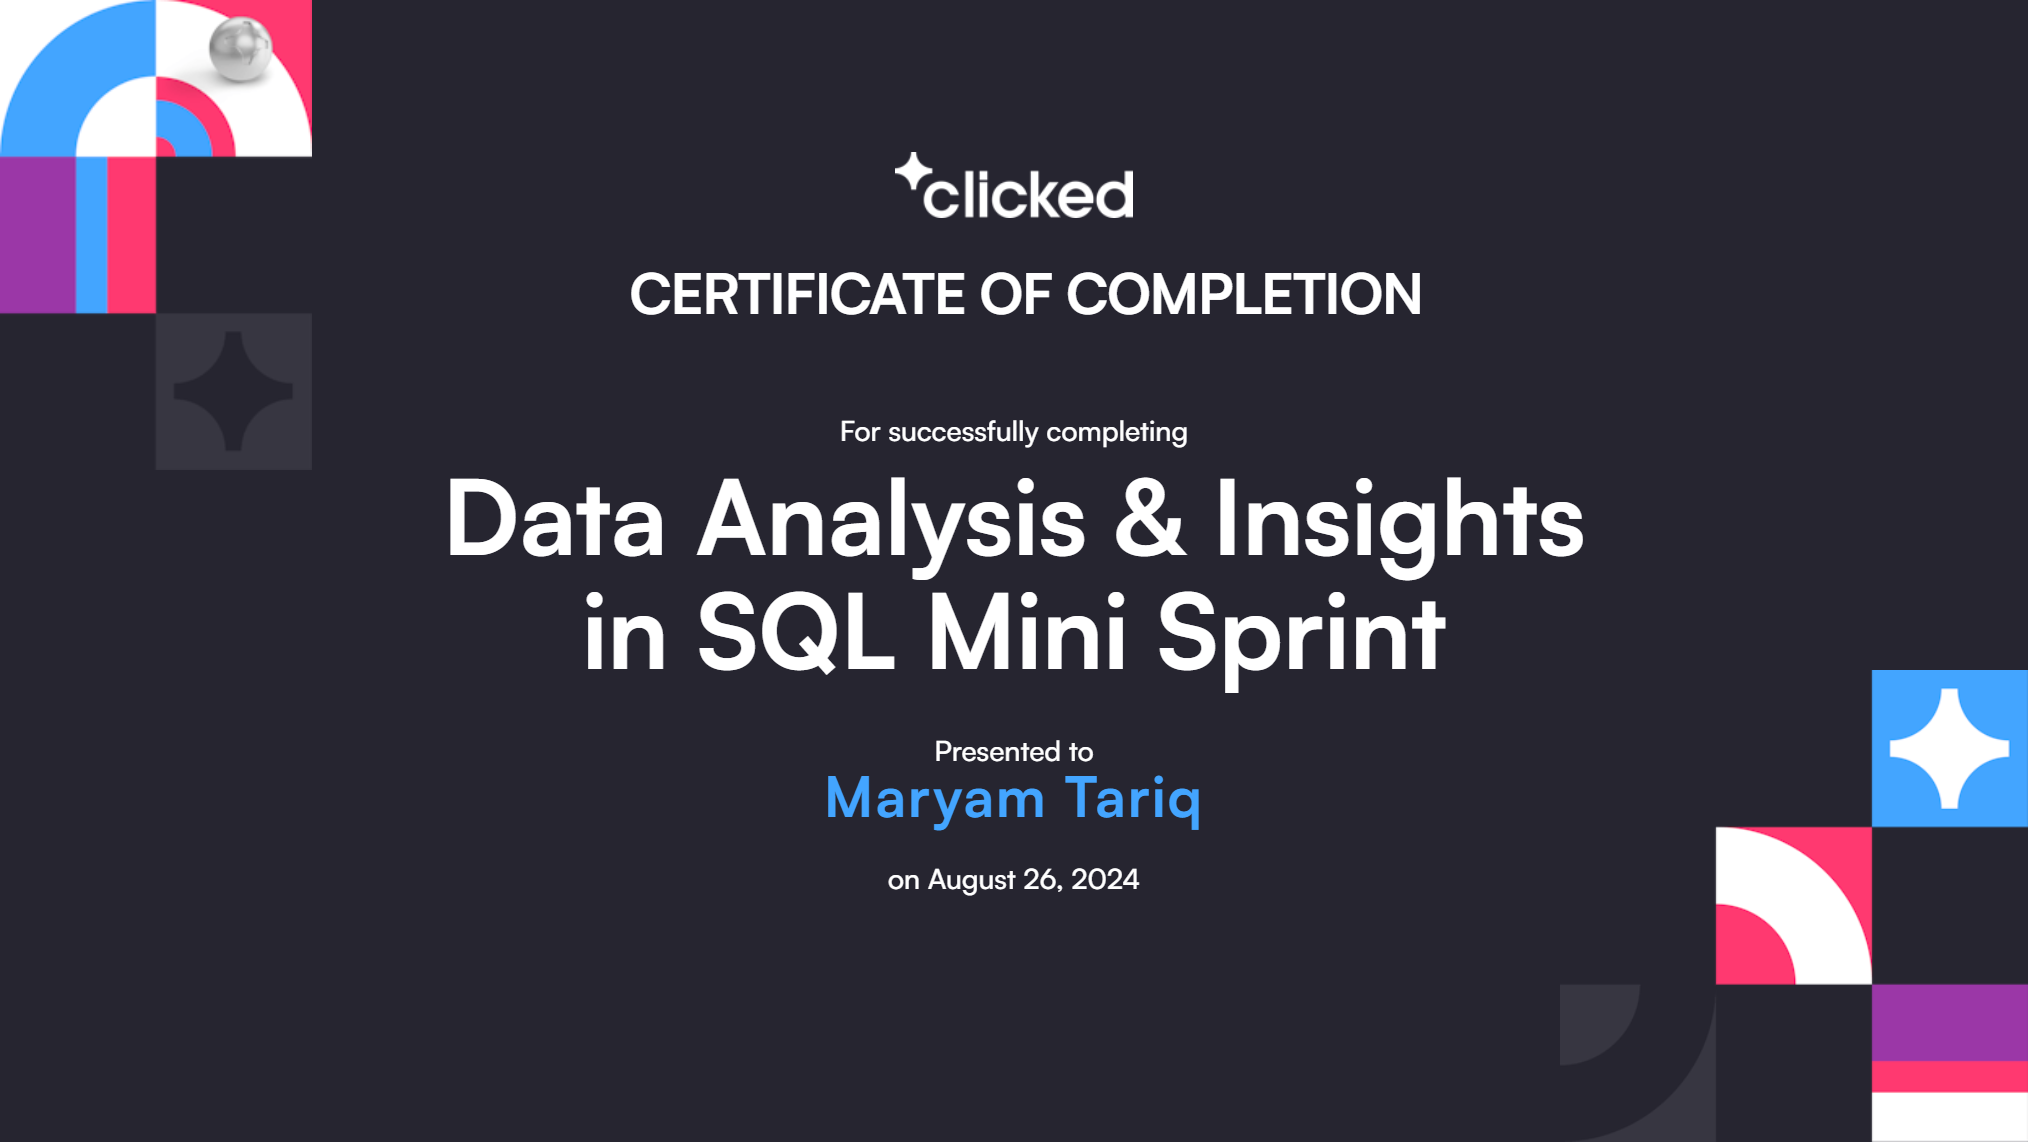 clicked
CERTIFICATE OF COMPLETION
For successfully completing
Data Analysis & Insights
in SQL Mini Sprint
Presented to
Maryam Tariq
on August 26, 2024